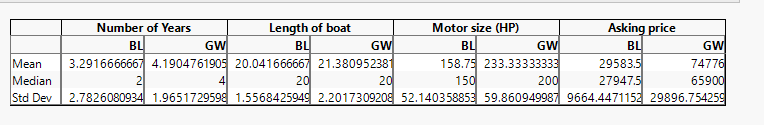 Number of Years Length of boat Motor size (HP) Asking price
BL GW BL GW BL GW BL GW
Mean 3.2916666667 4.1904761905 20.041666667 21.380952381 158.75 233.33333333 29583.5 74776
Median 2 4 20 20 150 200 27947.5 65900
Std Dev 2.7826080934 1.9651729598 1.5568425949 2.2017309208 52.140358853 59.860949987 9664.4471152 29896.754259